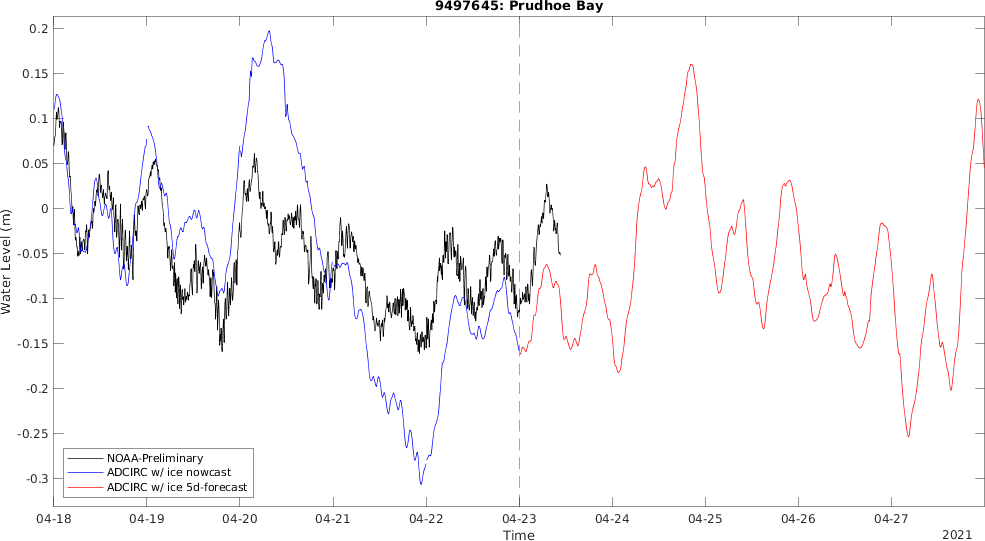 9497645: Prudhoe Bay
0.2
0.15
0.1
0.05
0
-0.05
-0.1
-0.15
-0.2
-0.25
-0.3
Water Level (m)
NOAA-Preliminary
ADCIRC w/ ice nowcast
ADCIRC w/ ice 5d-forecast
04-18 04-19 04-20 04-21 04-22 04-23 04-24 04-25 04-26 04-27
Time
2021